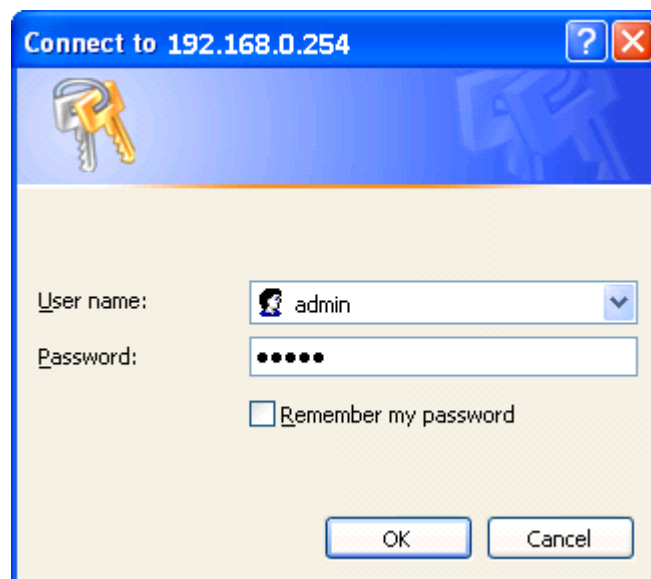 Connect to 192.168.0.254
User name:
admin
Password:
•••••
Remember my password
OK
Cancel